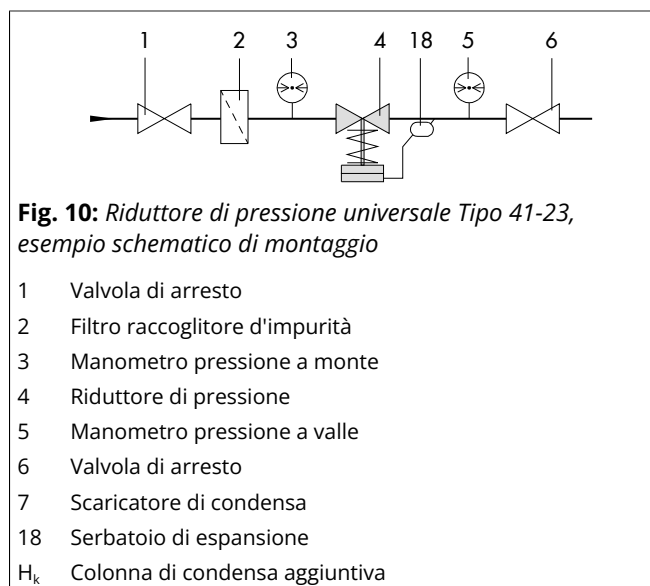 1 2 3 4 18 5 6
Fig. 10: Riduttore di pressione universale Tipo 41-23,
esempio schematico di montaggio
1 Valvola di arresto
2 Filtro raccoglitore d'impurità
3 Manometro pressione a monte
4 Riduttore di pressione
5 Manometro pressione a valle
6 Valvola di arresto
7 Scaricatore di condensa
18 Serbatoio di espansione
Hk Colonna di condensa aggiuntiva